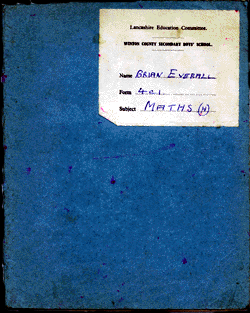 Lancashire Education Committee.
WINTON COUNTY SECONDARY BOYS' SCHOOL.
Name BRIAN EVERALL
Form 4c1
Subject MATHS (N)